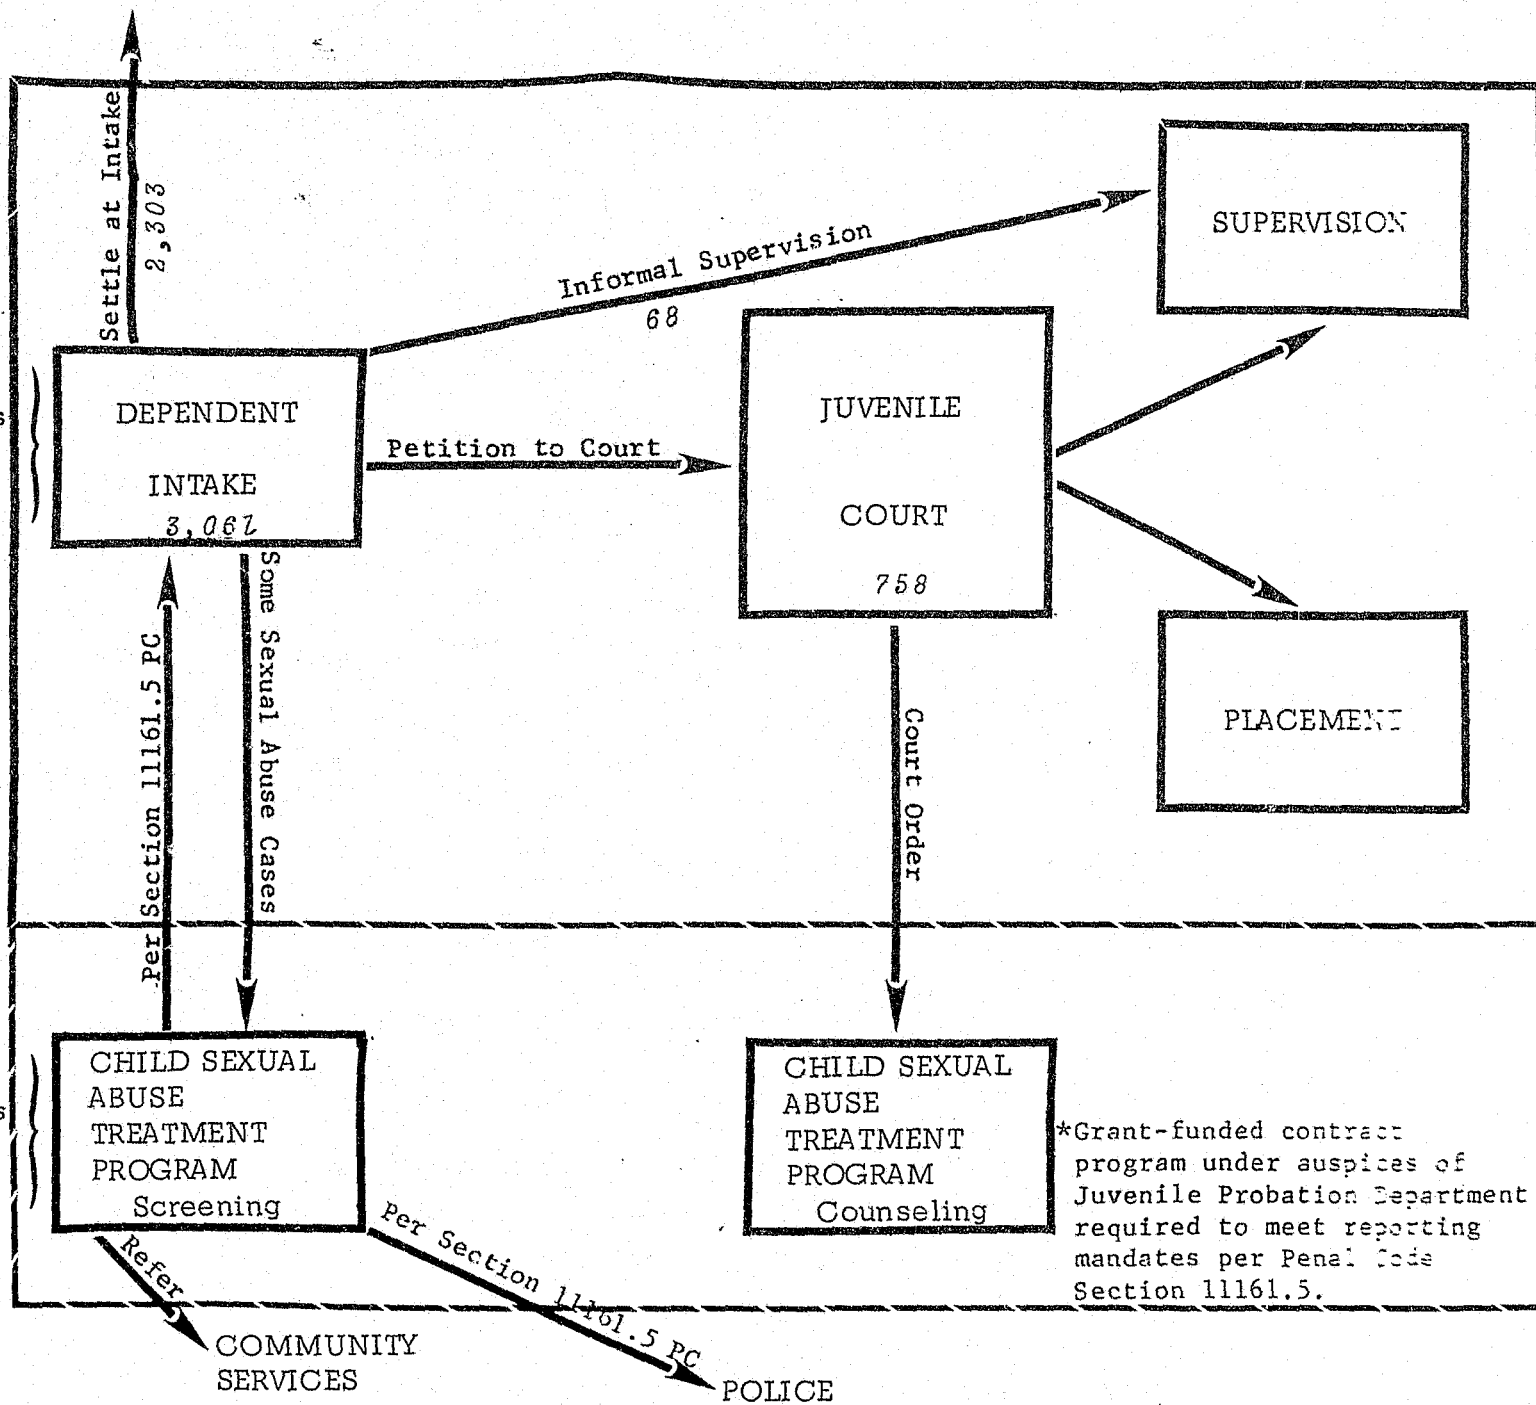 Settle at Intake
2,303
Informal Supervision
68
SUPERVISION
DEPENDENT
INTAKE
Petition to Court
JUVENILE
COURT
758
PLACEMENT
Per Section 11161.5 PC
Some Sexual Abuse Cases
Court Order
CHILD SEXUAL
ABUSE
TREATMENT
PROGRAM
Screening
CHILD SEXUAL
ABUSE
TREATMENT
PROGRAM
Counseling
*Grant-funded contract
program under auspices of
Juvenile Probation Department
required to meet reporting
mandates per Penal Code
Section 11161.5.
Refer
Per Section 11161.5 PC
COMMUNITY
SERVICES
POLICE